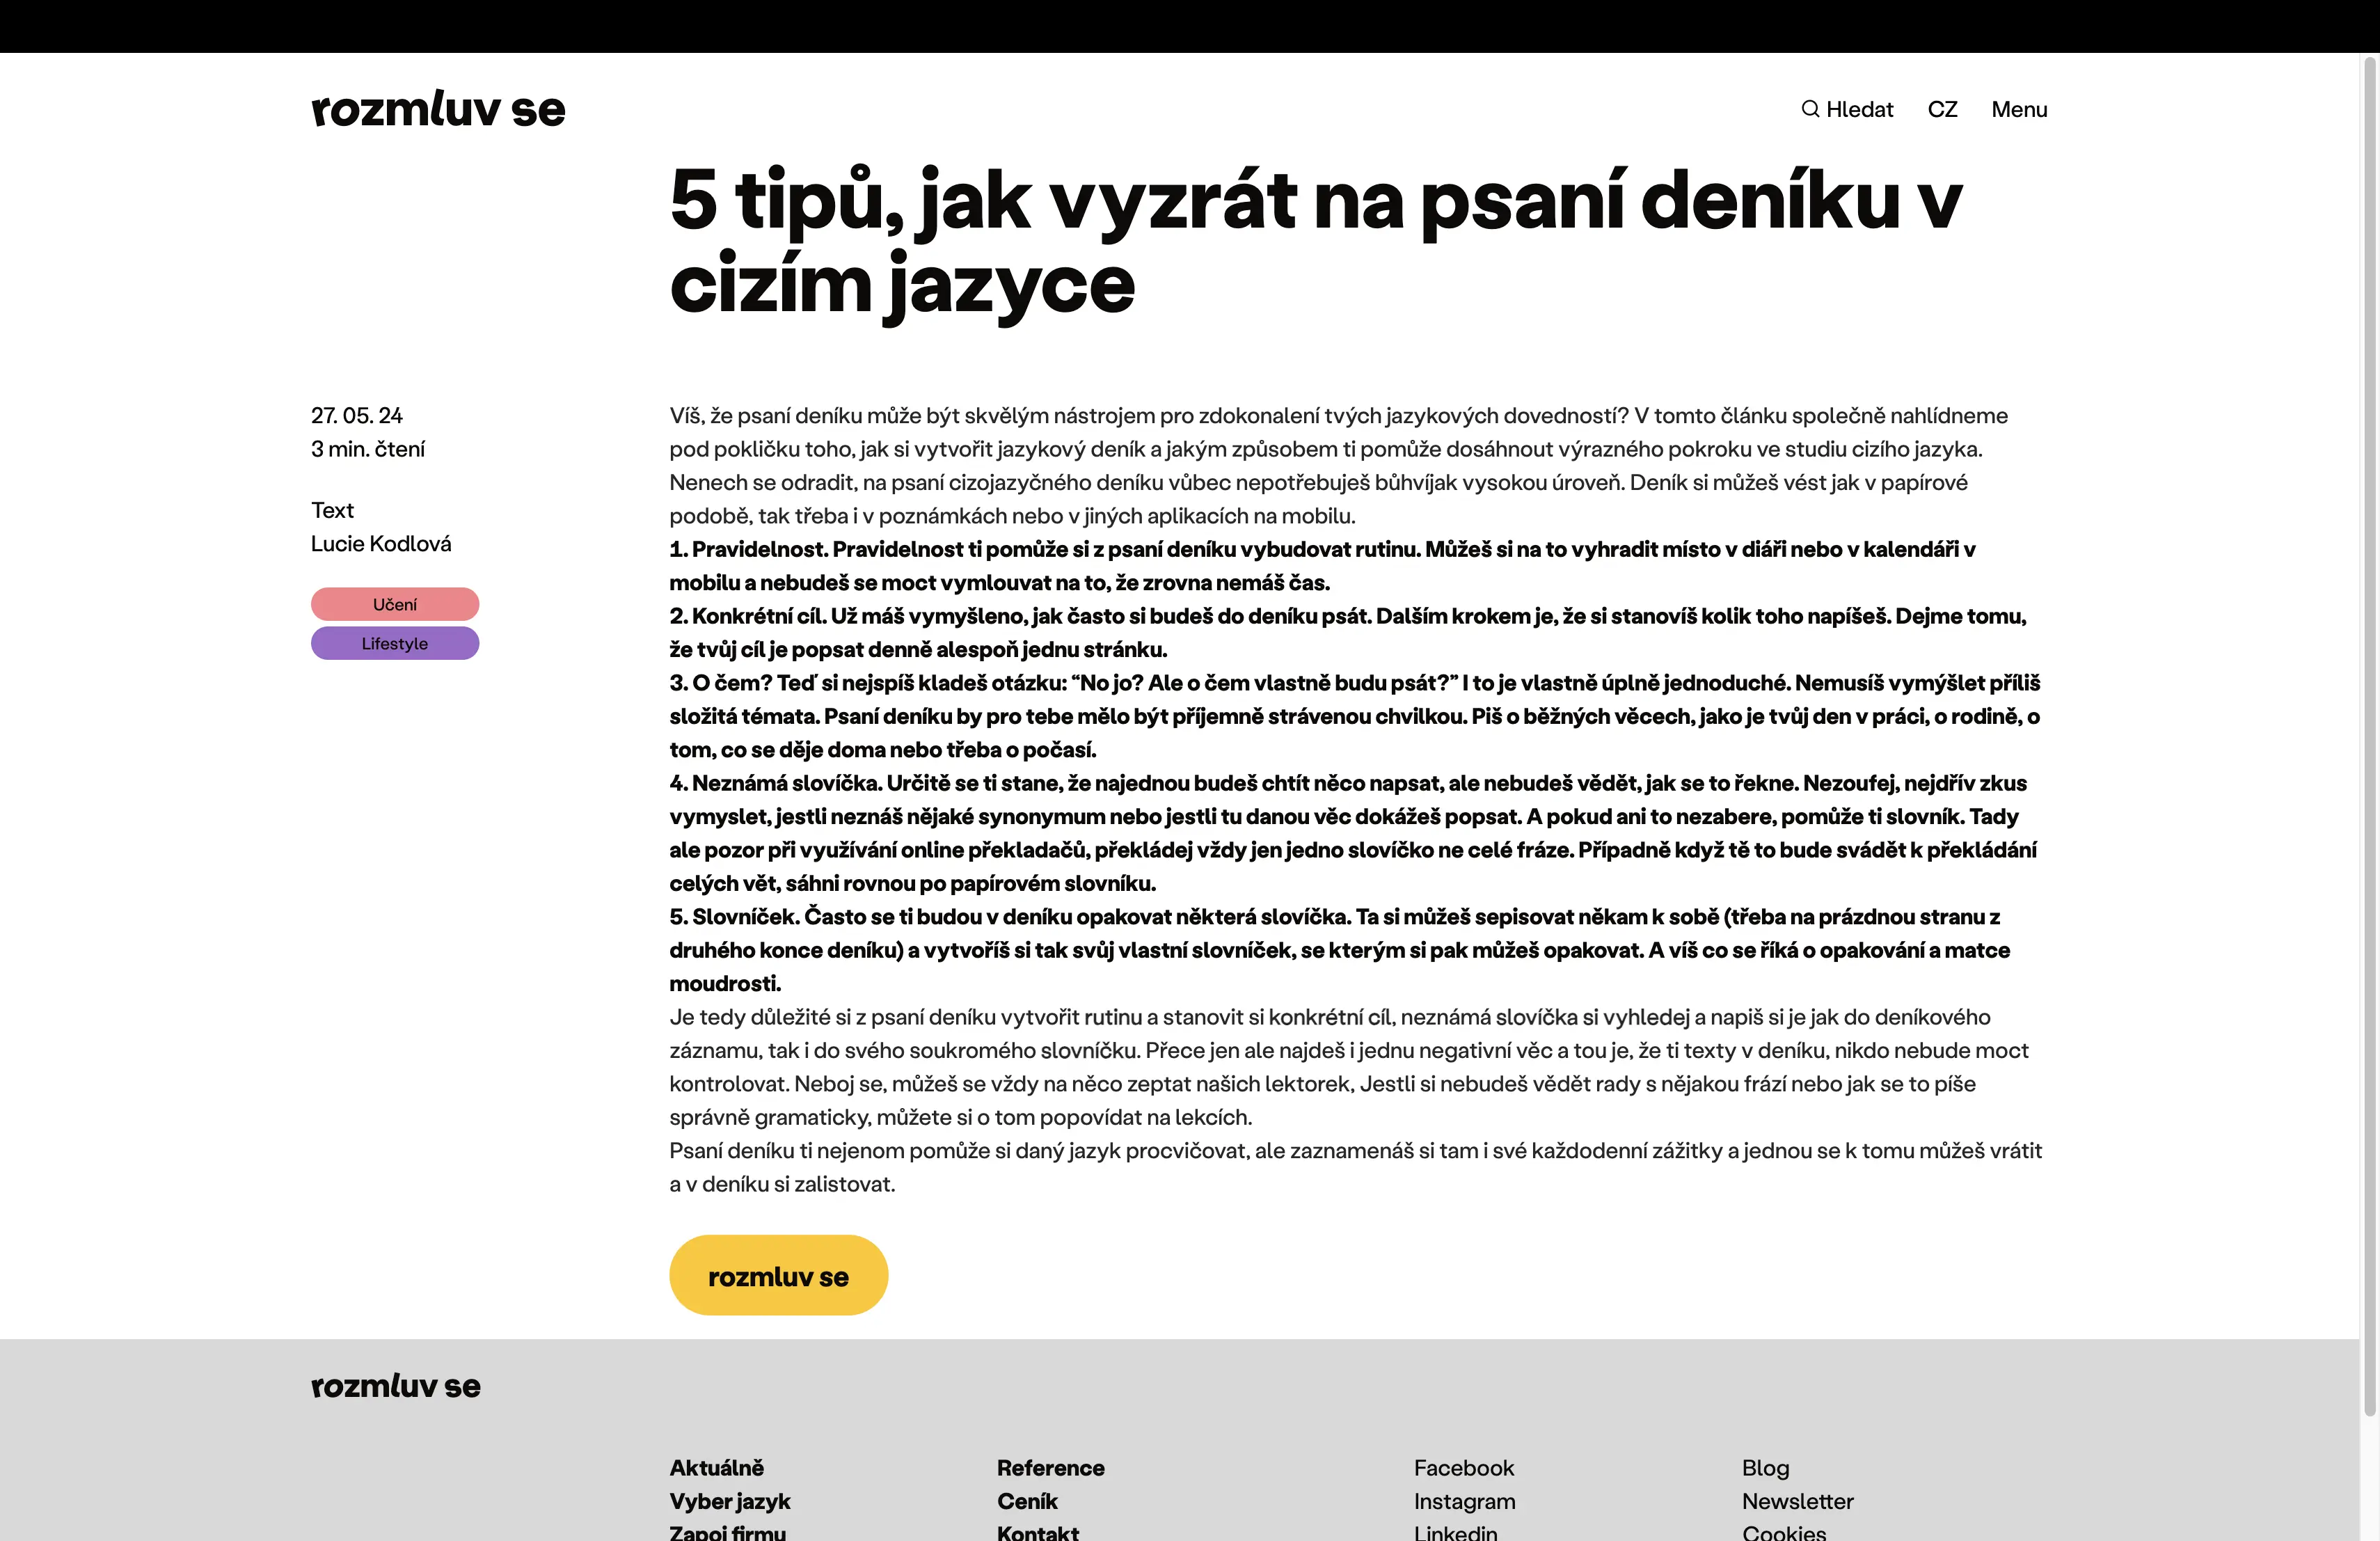 rozmluv se
Hledat CZ Menu
5 tipů, jak vyzrát na psaní deníku v
cizím jazyce
27. 05. 24
3 min. čtení
Text
Lucie Kodlová
Učení
Lifestyle
Víš, že psaní deníku může být skvělým nástrojem pro zdokonalení tvých jazykových dovedností? V tomto článku společně nahlídneme
pod pokličku toho, jak si vytvořit jazykový deník a jakým způsobem ti pomůže dosáhnout výrazného pokroku ve studiu cizího jazyka.
Nenech se odradit, na psaní cizojazyčného deníku vůbec nepotřebuješ bůhvíjak vysokou úroveň. Deník si můžeš vést jak v papírové
podobě, tak třeba i v poznámkách nebo v jiných aplikacích na mobilu.
1. Pravidelnost. Pravidelnost ti pomůže si z psaní deníku vybudovat rutinu. Můžeš si na to vyhradit místo v diáři nebo v kalendáři v
mobilu a nebudeš se moct vymlouvat na to, že zrovna nemáš čas.
2. Konkrétní cíl. Už máš vymyšleno, jak často si budeš do deníku psát. Dalším krokem je, že si stanovíš kolik toho napíšeš. Dejme tomu,
že tvůj cíl je popsat denně alespoň jednu stránku.
3. O čem? Teď si nejspíš kladeš otázku: “No jo? Ale o čem vlastně budu psát?” I to je vlastně úplně jednoduché. Nemusíš vymýšlet příliš
složitá témata. Psaní deníku by pro tebe mělo být příjemně strávenou chvilkou. Piš o běžných věcech, jako je tvůj den v práci, o rodině, o
tom, co se děje doma nebo třeba o počasí.
4. Neznámá slovíčka. Určitě se ti stane, že najednou budeš chtít něco napsat, ale nebudeš vědět, jak se to řekne. Nezoufej, nejdřív zkus
vymyslet, jestli neznáš nějaké synonymum nebo jestli tu danou věc dokážeš popsat. A pokud ani to nezabere, pomůže ti slovník. Tady
ale pozor při využívání online překladačů, překládej vždy jen jedno slovíčko ne celé fráze. Případně když tě to bude svádět k překládání
celých vět, sáhni rovnou po papírovém slovníku.
5. Slovníček. Často se ti budou v deníku opakovat některá slovíčka. Ta si můžeš sepisovat někam k sobě (třeba na prázdnou stranu z
druhého konce deníku) a vytvoříš si tak svůj vlastní slovníček, se kterým si pak můžeš opakovat. A víš co se říká o opakování a matce
moudrosti.
Je tedy důležité si z psaní deníku vytvořit rutinu a stanovit si konkrétní cíl, neznámá slovíčka si vyhledej a napiš si je jak do deníkového
záznamu, tak i do svého soukromého slovníčku. Přece jen ale najdeš i jednu negativní věc a tou je, že ti texty v deníku, nikdo nebude moct
kontrolovat. Neboj se, můžeš se vždy na něco zeptat našich lektorek, Jestli si nebudeš vědět rady s nějakou frází nebo jak se to píše
správně gramaticky, můžete si o tom popovídat na lekcích.
Psaní deníku ti nejenom pomůže si daný jazyk procvičovat, ale zaznamenáš si tam i své každodenní zážitky a jednou se k tomu můžeš vrátit
a v deníku si zalistovat.
rozmluv se
rozmluv se
Aktuálně Reference Facebook Blog
Vyber jazyk Ceník Instagram Newsletter
Zapoj firmu Kontakt Linkedin Cookies